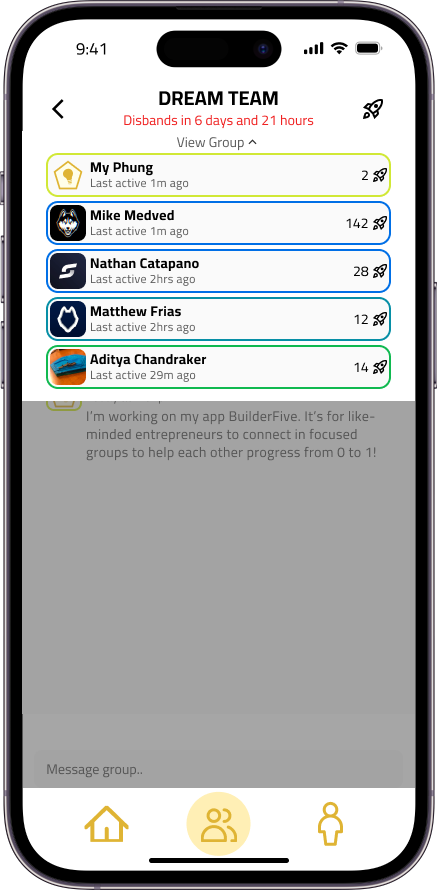 9:41
DREAM TEAM
Disbands in 6 days and 21 hours
View Group
My Phung
Last active 1m ago
2
Mike Medved
Last active 1m ago
142
Nathan Catapano
Last active 2hrs ago
28
Matthew Frias
Last active 2hrs ago
12
Aditya Chandraker
Last active 29m ago
14
I'm working on my app BuilderFive. It's for like-
minded entrepreneurs to connect in focused
groups to help each other progress from 0 to 1!
Message group..